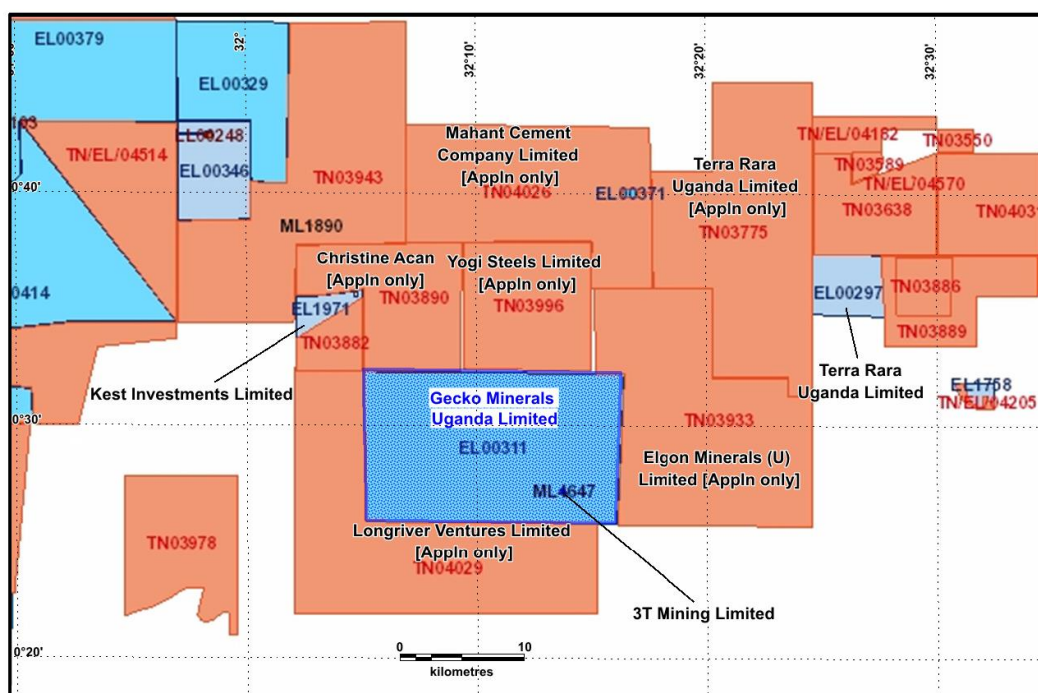 EL00379
32°
32°10'
32°20'
32°30'
EL00329
EL00248
TN/EL/04514
EL00346
0°40'
TN03943
Mahant Cement
Company Limited
[Appln only]
TN04026
EL00371
Terra Rara
Uganda Limited
[Appln only]
TN03775
TN/EL/04182
TN03550
TN03589
TN/EL/04570
TN03638
ML1890
Christine Acan
[Appln only]
Yogi Steels Limited
[Appln only]
TN03890
TN03996
EL1971
TN03882
EL00297
TN03886
TN03889
Kest Investments Limited
Terra Rara
Uganda Limited
EL1758
TN/EL/04205
0°30'
Gecko Minerals
Uganda Limited
EL00311
ML4647
TN03933
Elgon Minerals (U)
Limited [Appln only]
Longriver Ventures Limited
[Appln only]
TN04029
TN03978
3T Mining Limited
0°20'
0
10
kilometres